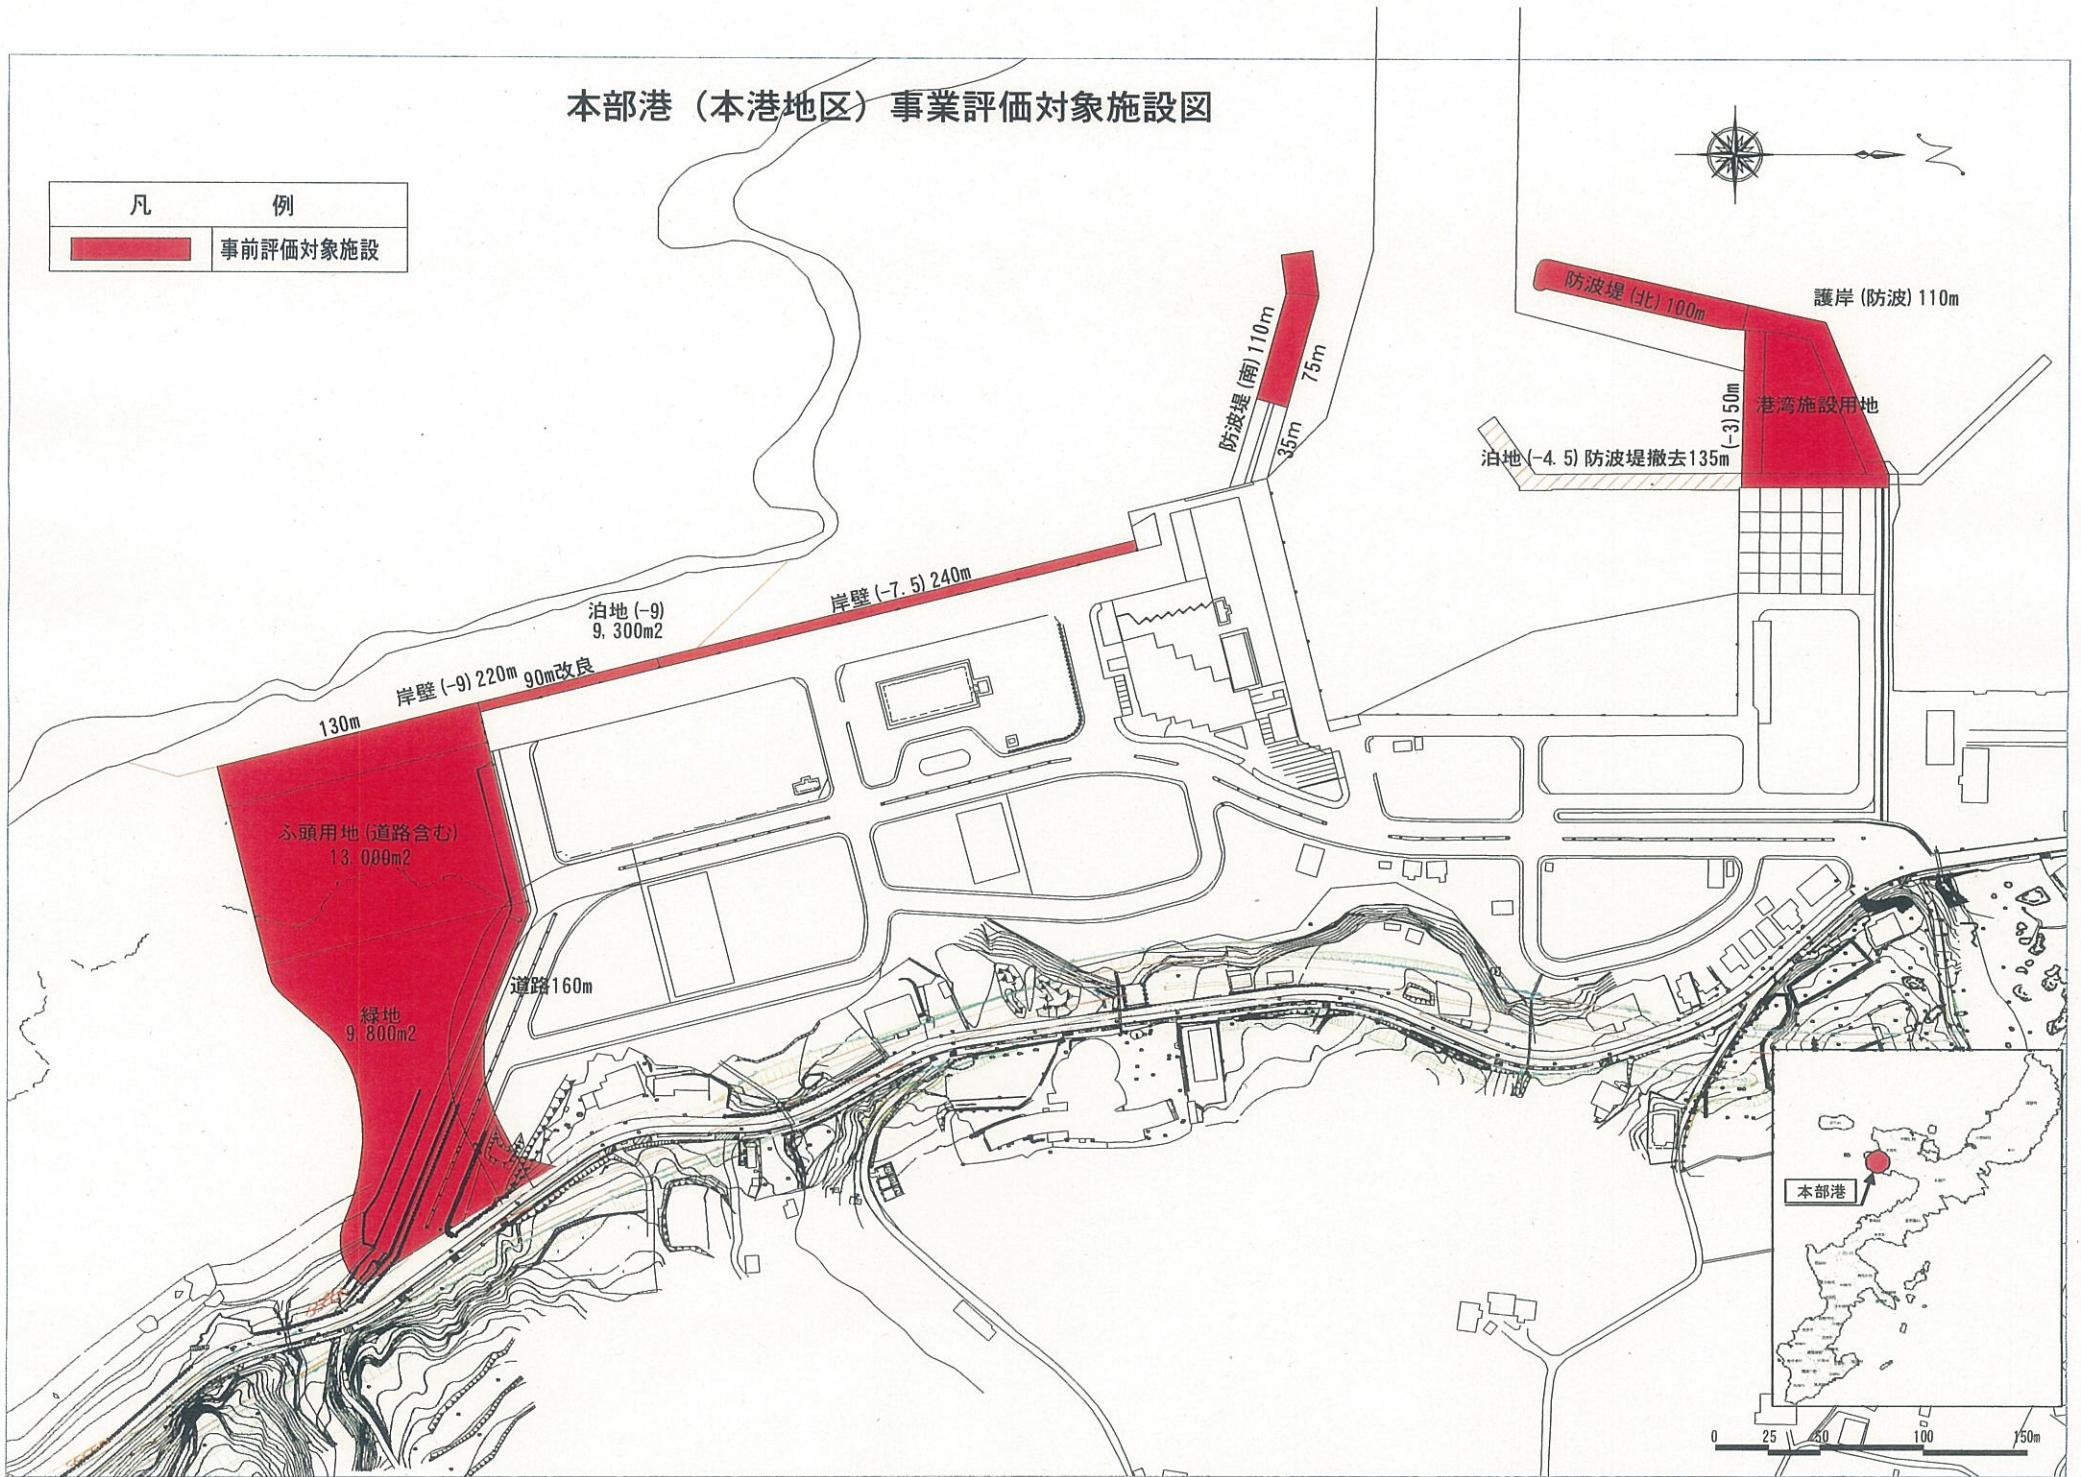 本部港（本港地区）事業評価対象施設図
凡 例
事前評価対象施設
N
防波堤(北)100m
護岸(防波)110m
防波堤(南)110m
75m
35m
(-3)50m
港湾施設用地
泊地(-4.5)防波堤撤去135m
岸壁(-7.5)240m
泊地(-9)
9,300m2
岸壁(-9)220m
90m改良
130m
ふ頭用地(道路含む)
13,000m2
道路160m
緑地
9,800m2
本部港
0 25 50 100 150m